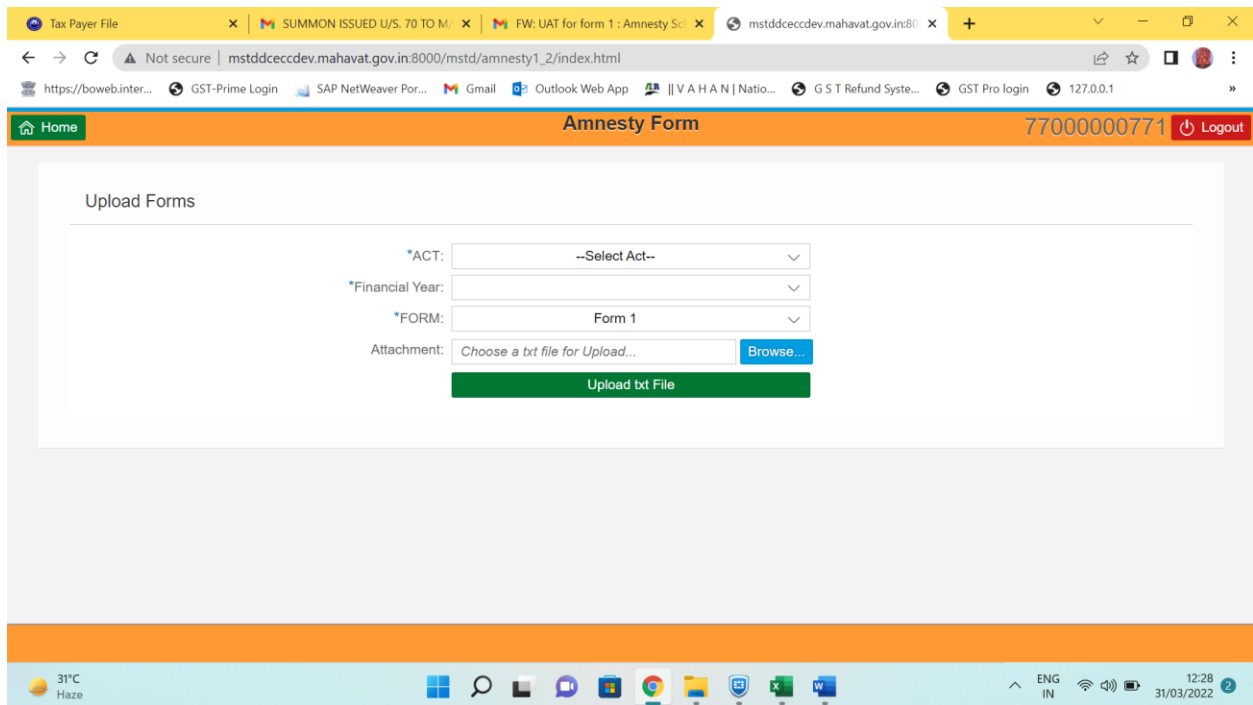 Tax Payer File
SUMMON ISSUED U/S. 70 TO M/
FW: UAT for form 1 : Amnesty Sc
mstddceccdev.mahavat.gov.in:80
Not secure | mstddceccdev.mahavat.gov.in:8000/mstd/amnesty1_2/index.html
https://boweb.inter... GST-Prime Login SAP NetWeaver Por... Gmail Outlook Web App || V A H A N | Natio... G S T Refund Syste... GST Pro login 127.0.0.1 »
Home Amnesty Form 77000000771 Logout
Upload Forms
*ACT: --Select Act--
*Financial Year:
*FORM: Form 1
Attachment: Choose a txt file for Upload... Browse...
Upload txt File
31°C
Haze
ENG
IN
12:28
31/03/2022
2